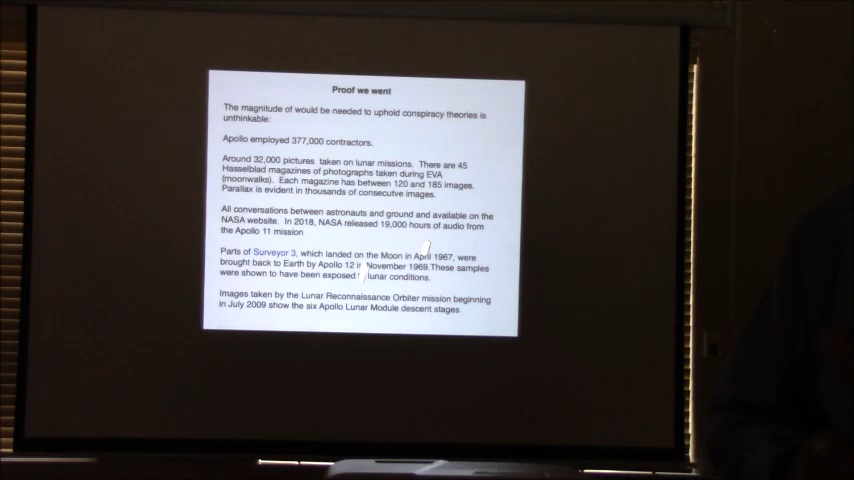 Proof we went
The magnitude of would be needed to uphold conspiracy theories is
unthinkable:
Apollo employed 377,000 contractors.
Around 32,000 pictures taken on lunar missions. There are 45
Hasselblad magazines of photographs taken during EVA
(moonwalks). Each magazine has between 120 and 185 images.
Parallax is evident in thousands of consecutve images.
All conversations between astronauts and ground and available on the
NASA website. In 2018, NASA released 19,000 hours of audio from
the Apollo 11 mission
Parts of Surveyor 3, which landed on the Moon in April 1967, were
brought back to Earth by Apollo 12 in November 1969.These samples
were shown to have been exposed lunar conditions.
Images taken by the Lunar Reconnaissance Orbiter mission beginning
in July 2009 show the six Apollo Lunar Module descent stages